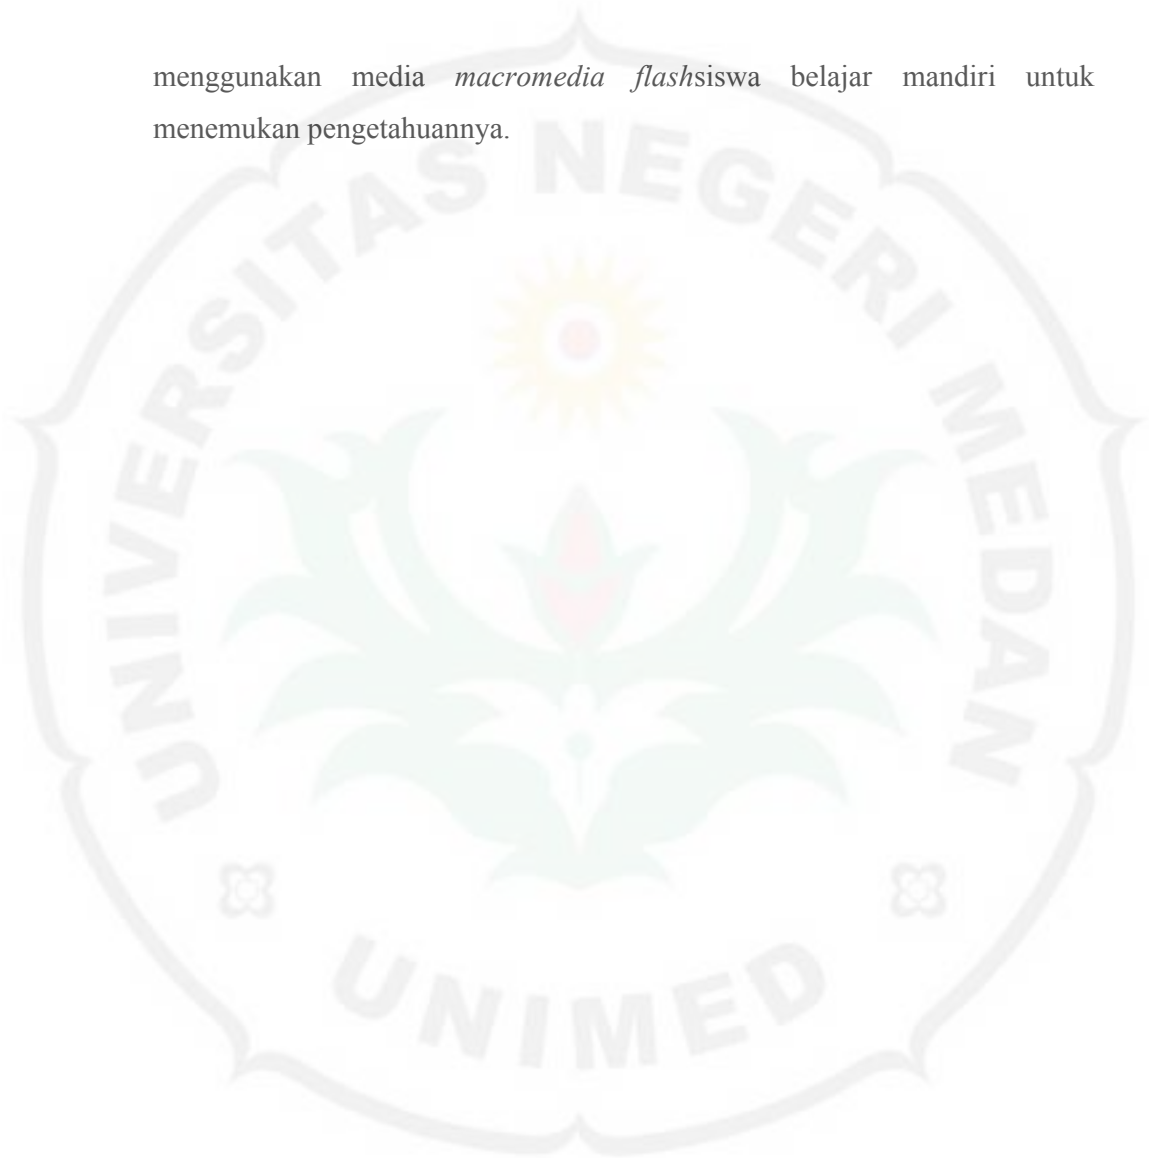 menggunakan media macromedia flashsiswa belajar mandiri untuk
menemukan pengetahuannya.
UNIVERSITAS NEGERI MEDAN
UNIMED